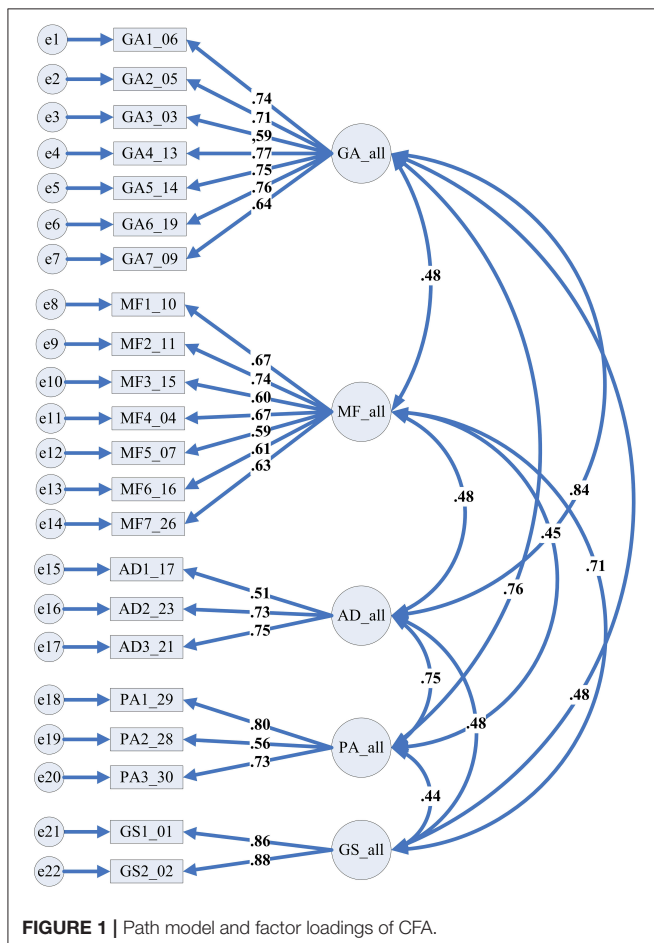 e1 GA1_06
e2 GA2_05
e3 GA3_03
e4 GA4_13
e5 GA5_14
e6 GA6_19
e7 GA7_09
.74
.71
.59
.77
.75
.76
.64
GA_all
.48
e8 MF1_10
e9 MF2_11
e10 MF3_15
e11 MF4_04
e12 MF5_07
e13 MF6_16
e14 MF7_26
.67
.74
.60
.67
.59
.61
.63
MF_all
.48
.84
.45
.71
.76
e15 AD1_17
e16 AD2_23
e17 AD3_21
.51
.73
.75
AD_all
.75
.48
.48
e18 PA1_29
e19 PA2_28
e20 PA3_30
.80
.56
.73
PA_all
.44
e21 GS1_01
e22 GS2_02
.86
.88
GS_all
FIGURE 1 | Path model and factor loadings of CFA.